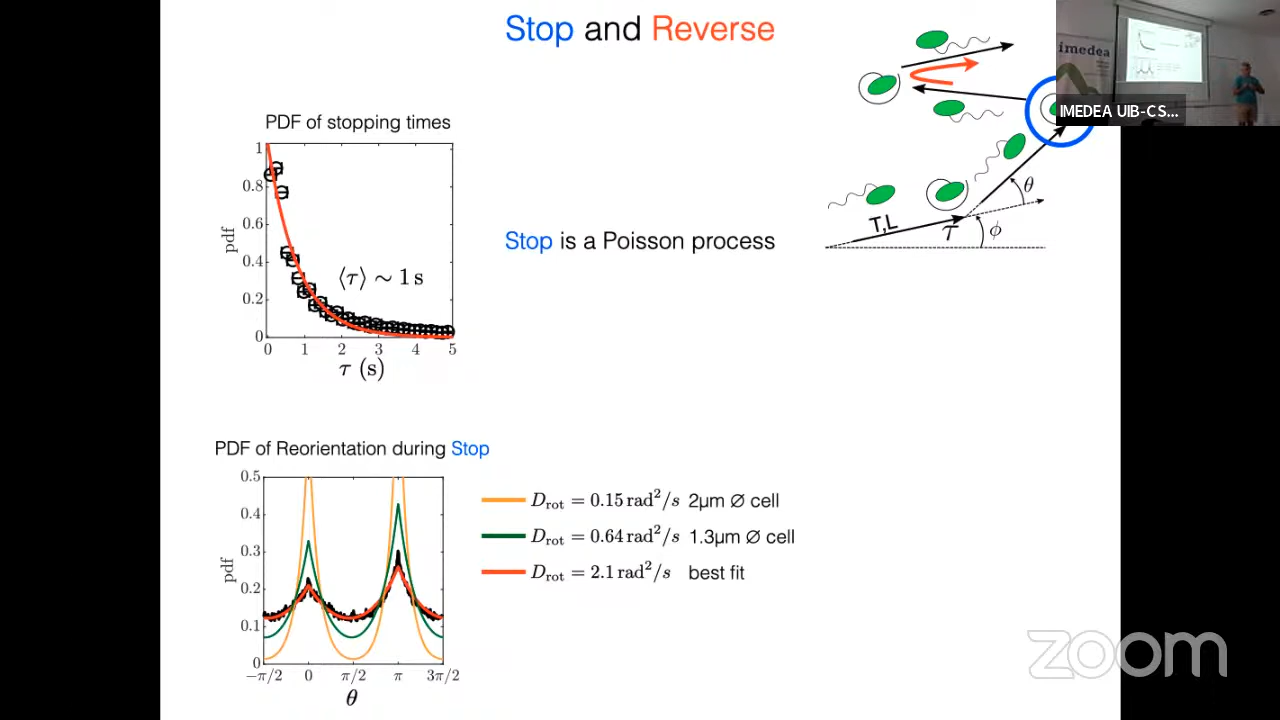 Stop and Reverse
imedea
IMEDEA UIB-CS...
PDF of stopping times
1
0.8
0.6
0.4
0.2
0
pdf
⟨τ⟩ ∼ 1 s
0 1 2 3 4 5
τ (s)
Stop is a Poisson process
T,L
τ
θ
ϕ
PDF of Reorientation during Stop
0.5
0.4
0.3
0.2
0.1
0
pdf
−π/2 0 π/2 π 3π/2
θ
D_rot = 0.15 rad²/s 2μm Ø cell
D_rot = 0.64 rad²/s 1.3μm Ø cell
D_rot = 2.1 rad²/s best fit
zoom